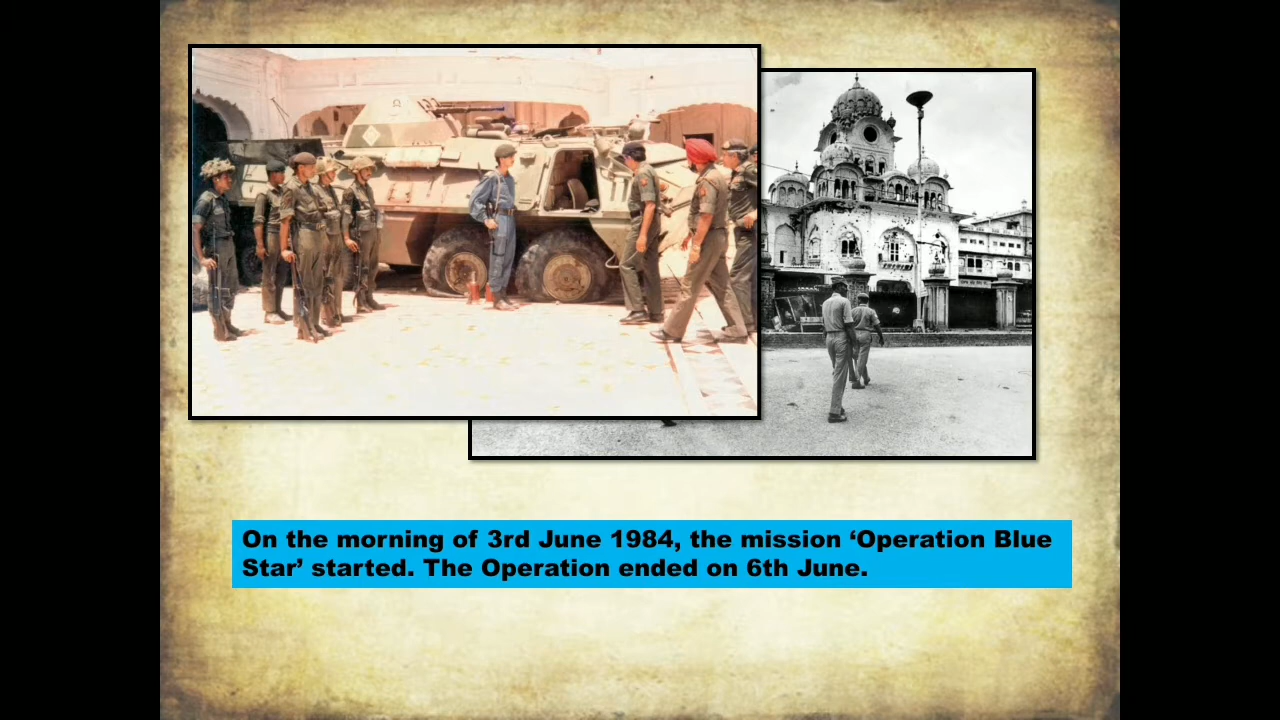 On the morning of 3rd June 1984, the mission ‘Operation Blue
Star’ started. The Operation ended on 6th June.